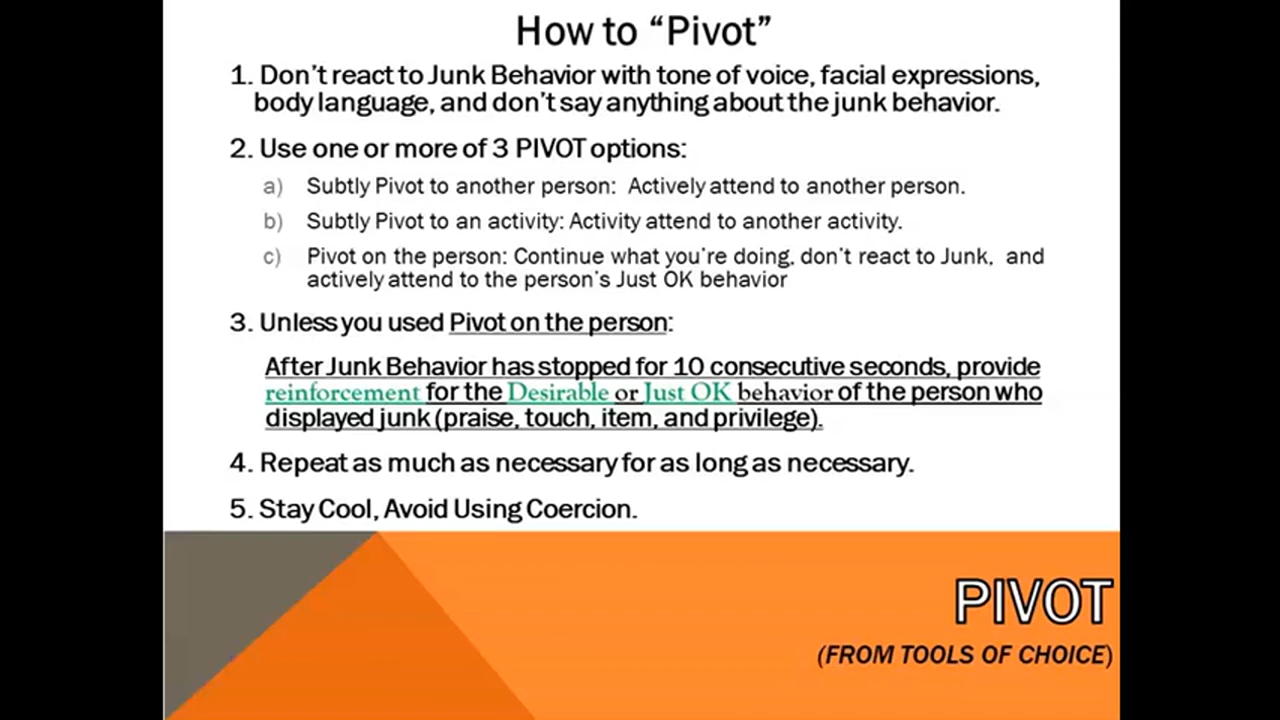 How to “Pivot”
1. Don’t react to Junk Behavior with tone of voice, facial expressions,
body language, and don’t say anything about the junk behavior.
2. Use one or more of 3 PIVOT options:
a) Subtly Pivot to another person: Actively attend to another person.
b) Subtly Pivot to an activity: Activity attend to another activity.
c) Pivot on the person: Continue what you’re doing, don’t react to Junk, and
actively attend to the person’s Just OK behavior
3. Unless you used Pivot on the person:
After Junk Behavior has stopped for 10 consecutive seconds, provide
reinforcement for the Desirable or Just OK behavior of the person who
displayed junk (praise, touch, item, and privilege).
4. Repeat as much as necessary for as long as necessary.
5. Stay Cool, Avoid Using Coercion.
PIVOT
(FROM TOOLS OF CHOICE)